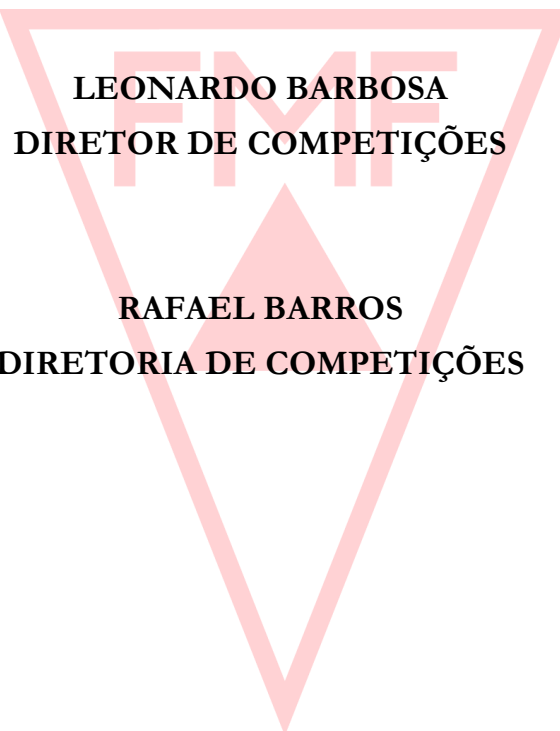 FMF
LEONARDO BARBOSA
DIRETOR DE COMPETIÇÕES
RAFAEL BARROS
DIRETORIA DE COMPETIÇÕES